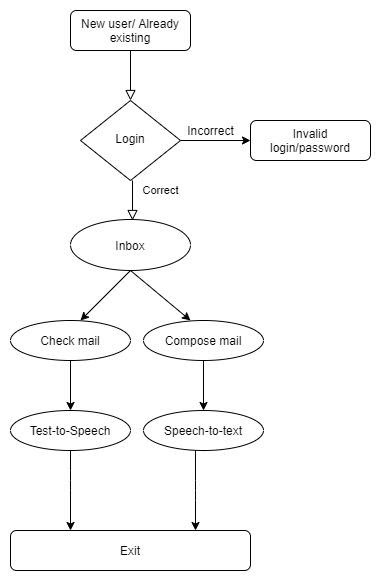 New user/ Already
existing
Login
Incorrect
Invalid
login/password
Correct
Inbox
Check mail
Compose mail
Test-to-Speech
Speech-to-text
Exit